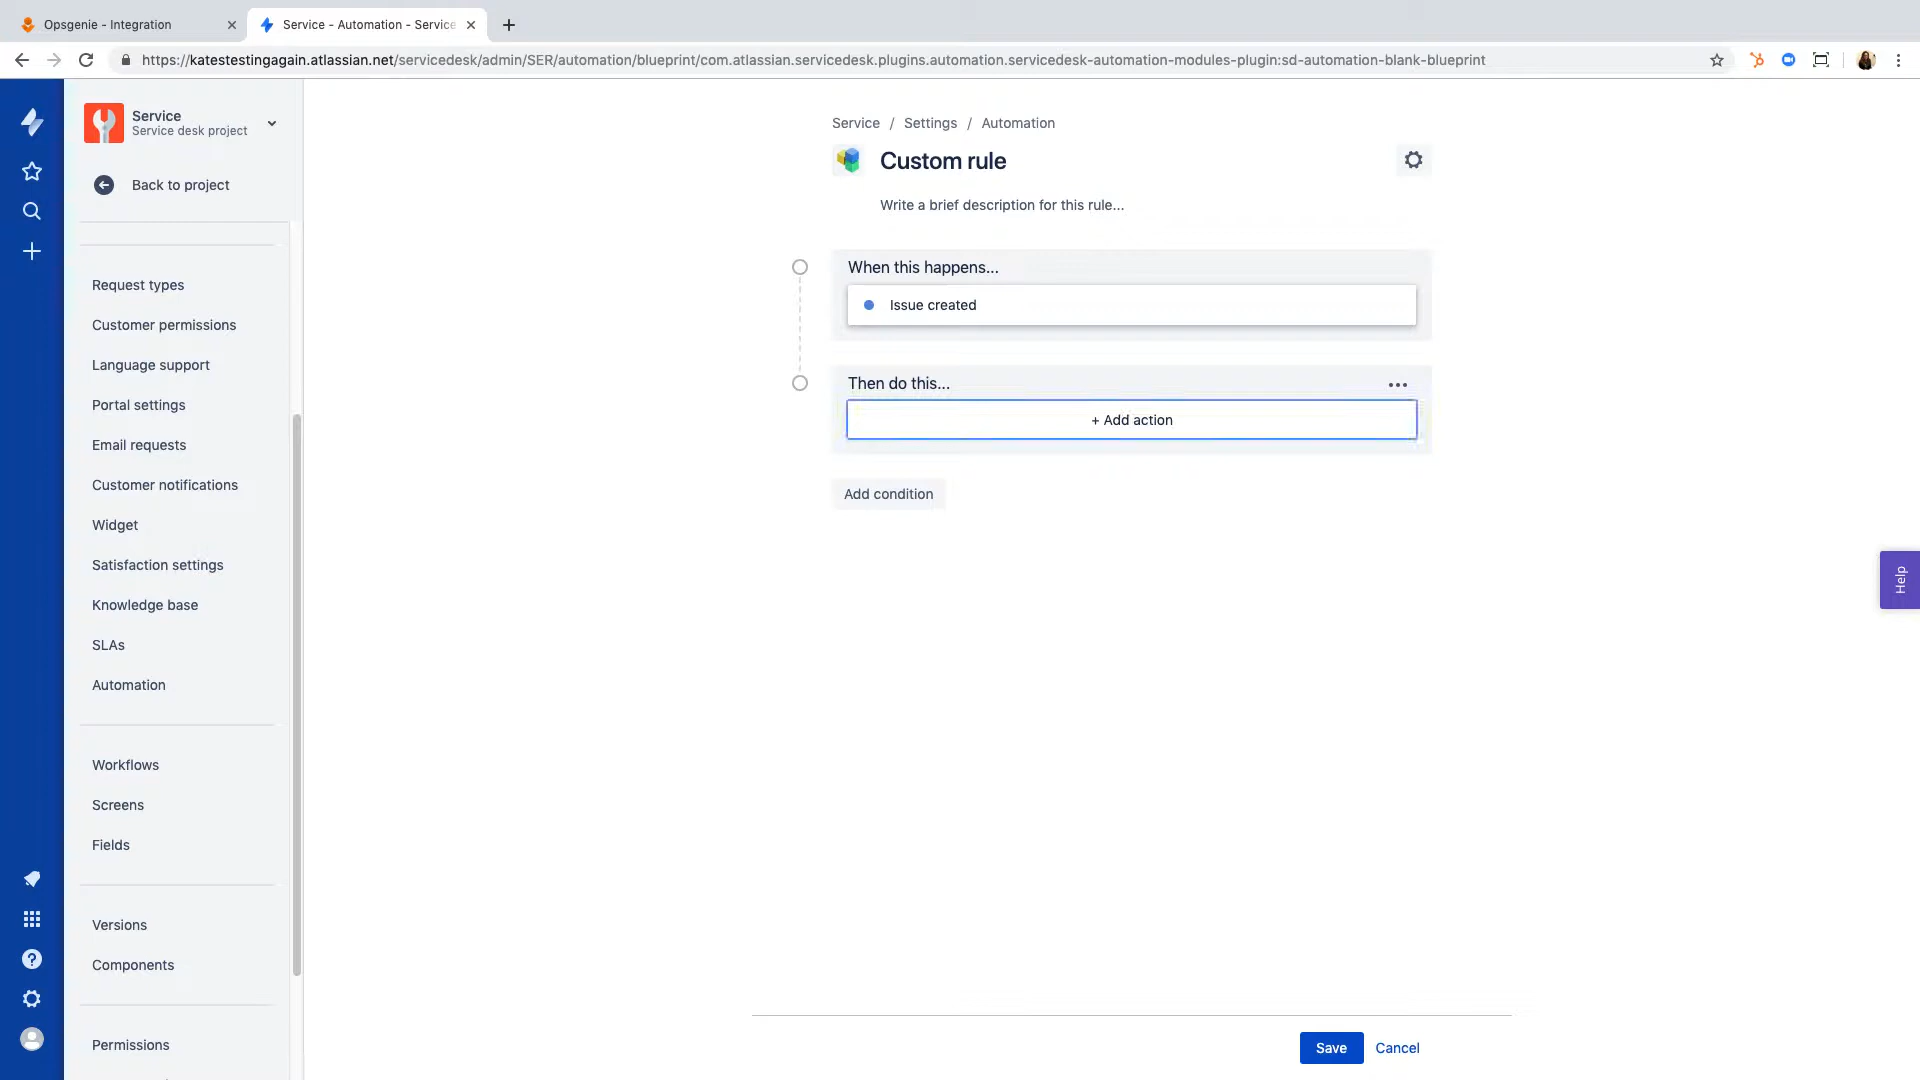 Opsgenie - Integration
Service - Automation - Service
https://katestestingagain.atlassian.net/servicedesk/admin/SER/automation/blueprint/com.atlassian.servicedesk.plugins.automation.servicedesk-automation-modules-plugin:sd-automation-blank-blueprint
Service
Service desk project
Back to project
Request types
Customer permissions
Language support
Portal settings
Email requests
Customer notifications
Widget
Satisfaction settings
Knowledge base
SLAs
Automation
Workflows
Screens
Fields
Versions
Components
Permissions
Service / Settings / Automation
Custom rule
Write a brief description for this rule...
When this happens...
Issue created
Then do this...
+ Add action
Add condition
Help
Save
Cancel